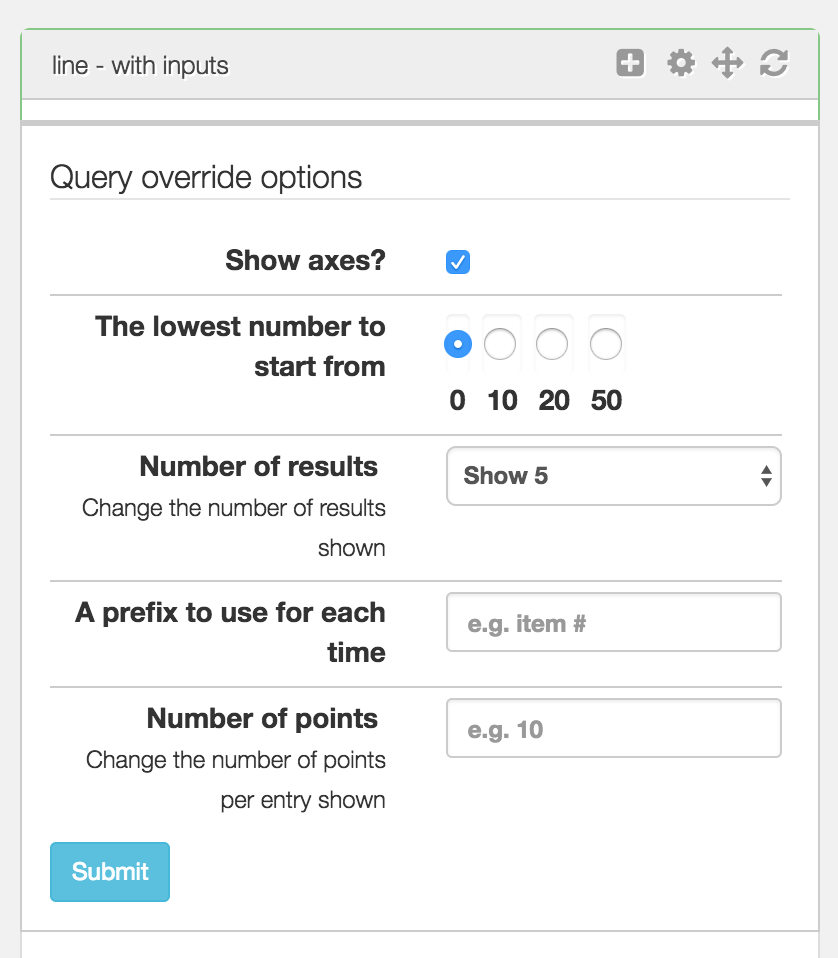 line - with inputs
Query override options
Show axes?
The lowest number to
start from
0 10 20 50
Number of results
Change the number of results
shown
Show 5
A prefix to use for each
time
e.g. item #
Number of points
Change the number of points
per entry shown
e.g. 10
Submit